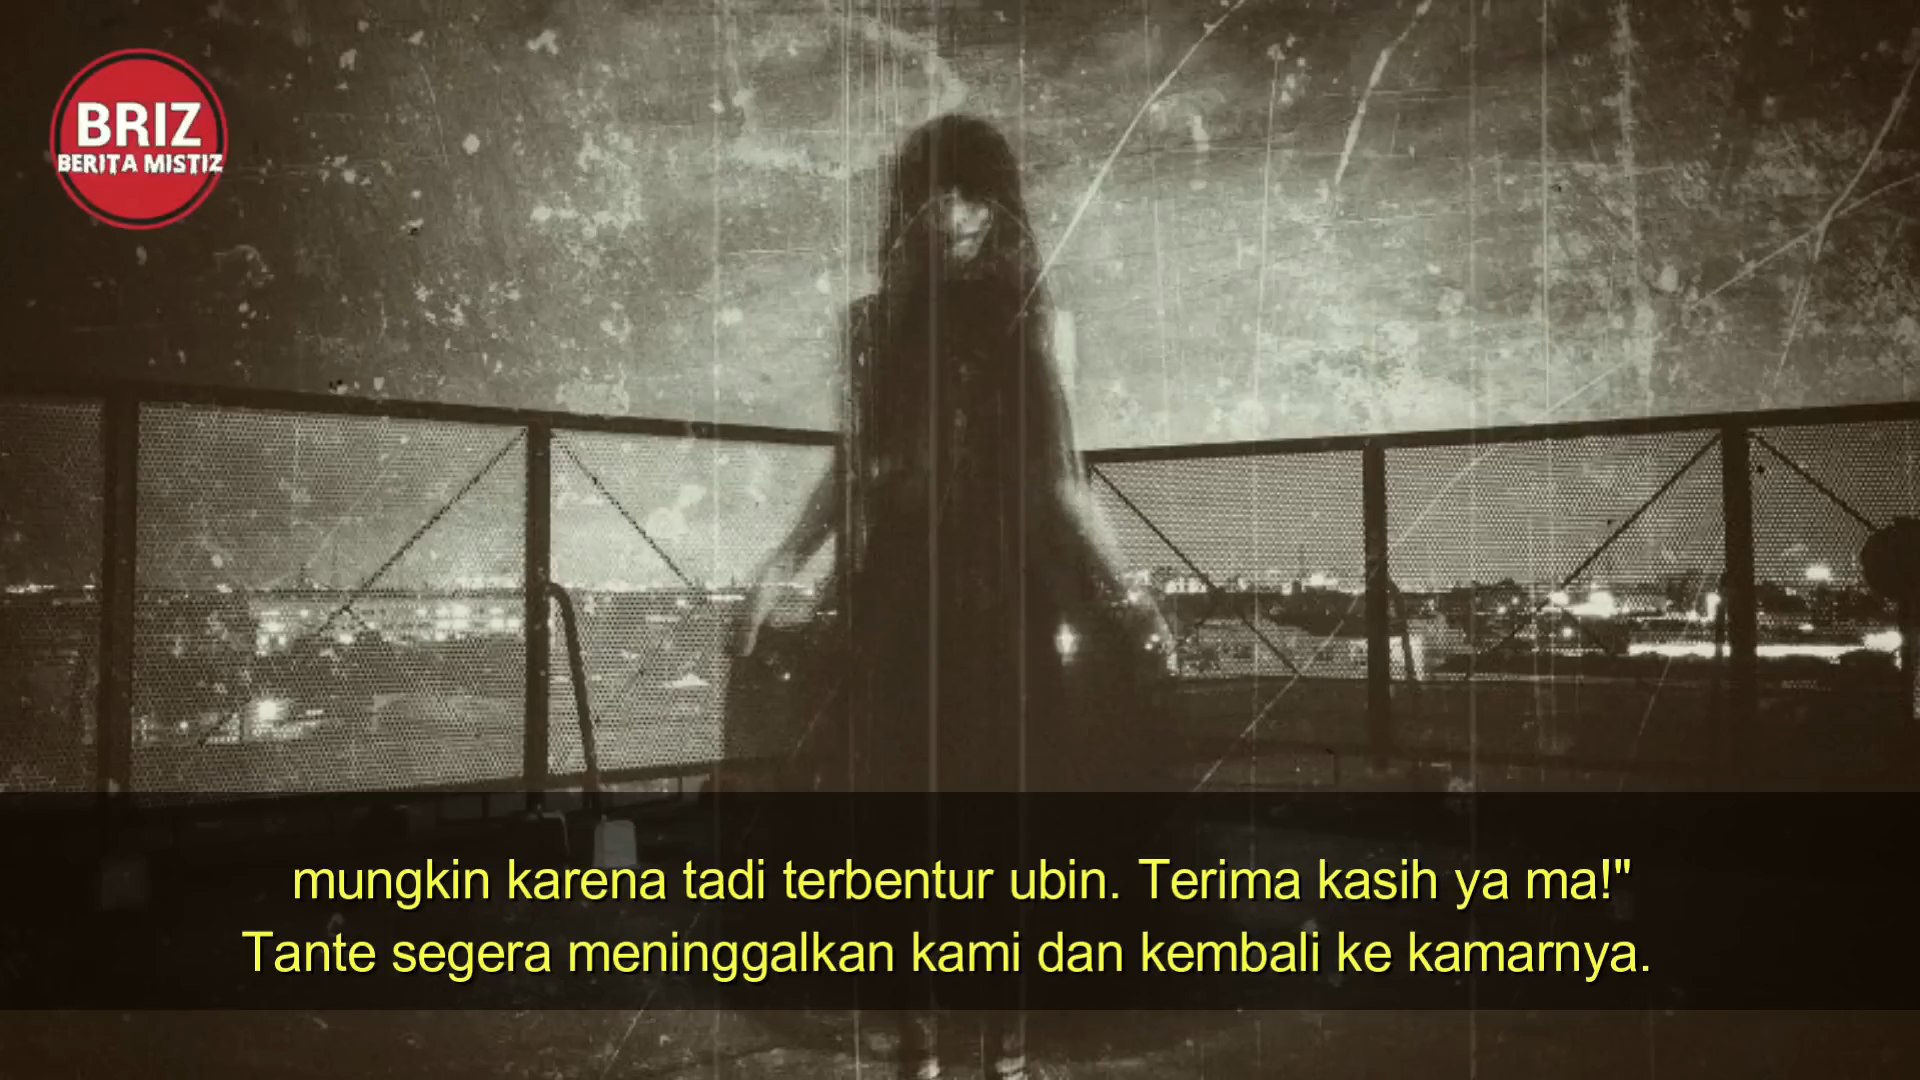 BRIZ
BERITA MISTIZ
mungkin karena tadi terbentur ubin. Terima kasih ya ma!"
Tante segera meninggalkan kami dan kembali ke kamarnya.